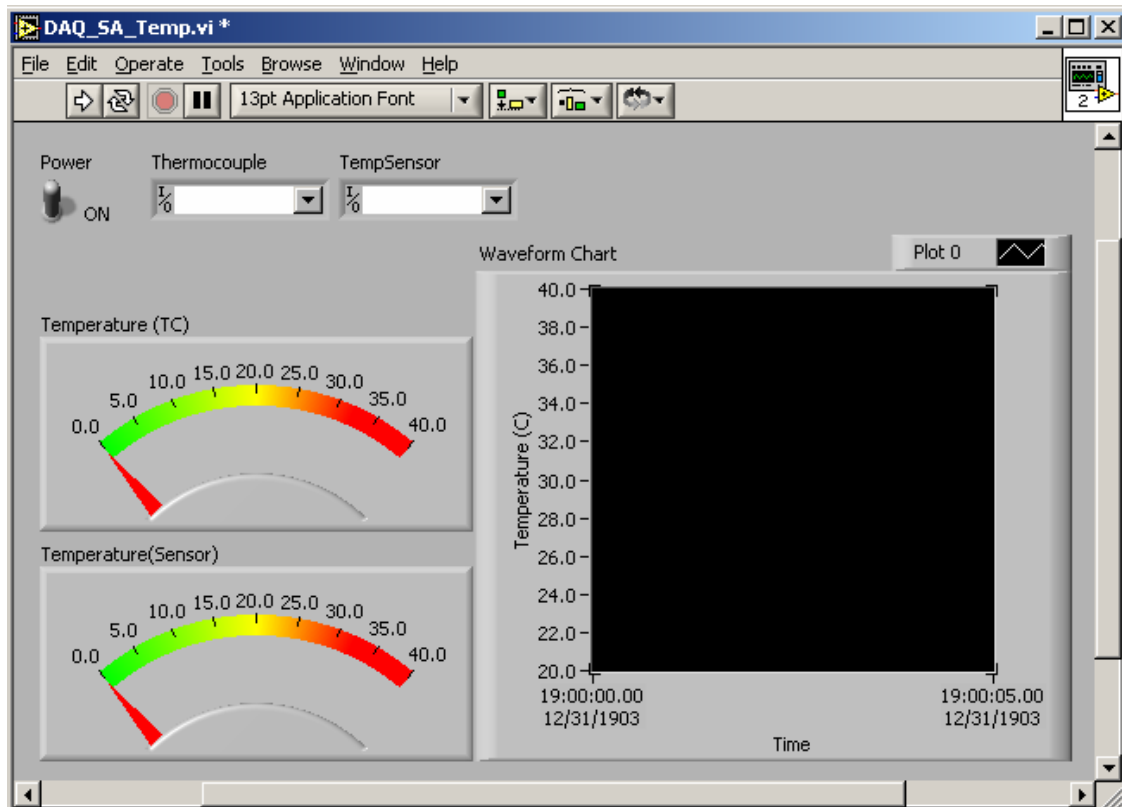 DAQ_SA_Temp.vi *
File Edit Operate Tools Browse Window Help
13pt Application Font
2
Power
ON
Thermocouple
I/O
TempSensor
I/O
Temperature (TC)
0.0 5.0 10.0 15.0 20.0 25.0 30.0 35.0 40.0
Temperature(Sensor)
0.0 5.0 10.0 15.0 20.0 25.0 30.0 35.0 40.0
Waveform Chart
Plot 0
Temperature (C)
40.0
38.0
36.0
34.0
32.0
30.0
28.0
26.0
24.0
22.0
20.0
19:00:00.00 19:00:05.00
12/31/1903 12/31/1903
Time